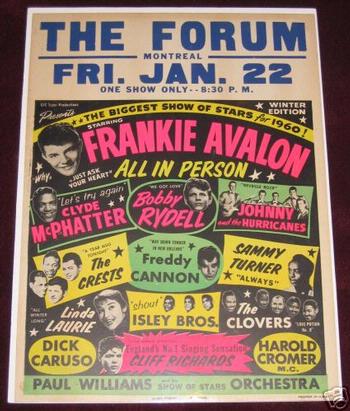 THE FORUM
MONTREAL
FRI. JAN. 22
ONE SHOW ONLY--8:30 P.M.
Presents
"THE BIGGEST SHOW OF STARS for 1960!
WINTER EDITION
STARRING
FRANKIE AVALON
"WHY"
"JUST ASK YOUR HEART"
ALL IN PERSON
"Let's try again"
CLYDE McPHATTER
"WE GOT LOVE"
Bobby RYDELL
"REVEILLE ROCK"
JOHNNY and the HURRICANES
"A YEAR AGO TONIGHT"
The CRESTS
"WAY DOWN YONDER IN NEW ORLEANS"
Freddy CANNON
SAMMY TURNER
"ALWAYS"
"ALL WINTER LONG"
Linda LAURIE
"shout"
ISLEY BROS.
The CLOVERS
"LOVE POTION No. 9"
DICK CARUSO
England's No.1 Singing Sensation
CLIFF RICHARDS
HAROLD CROMER
M.C.
PAUL WILLIAMS and the SHOW OF STARS ORCHESTRA